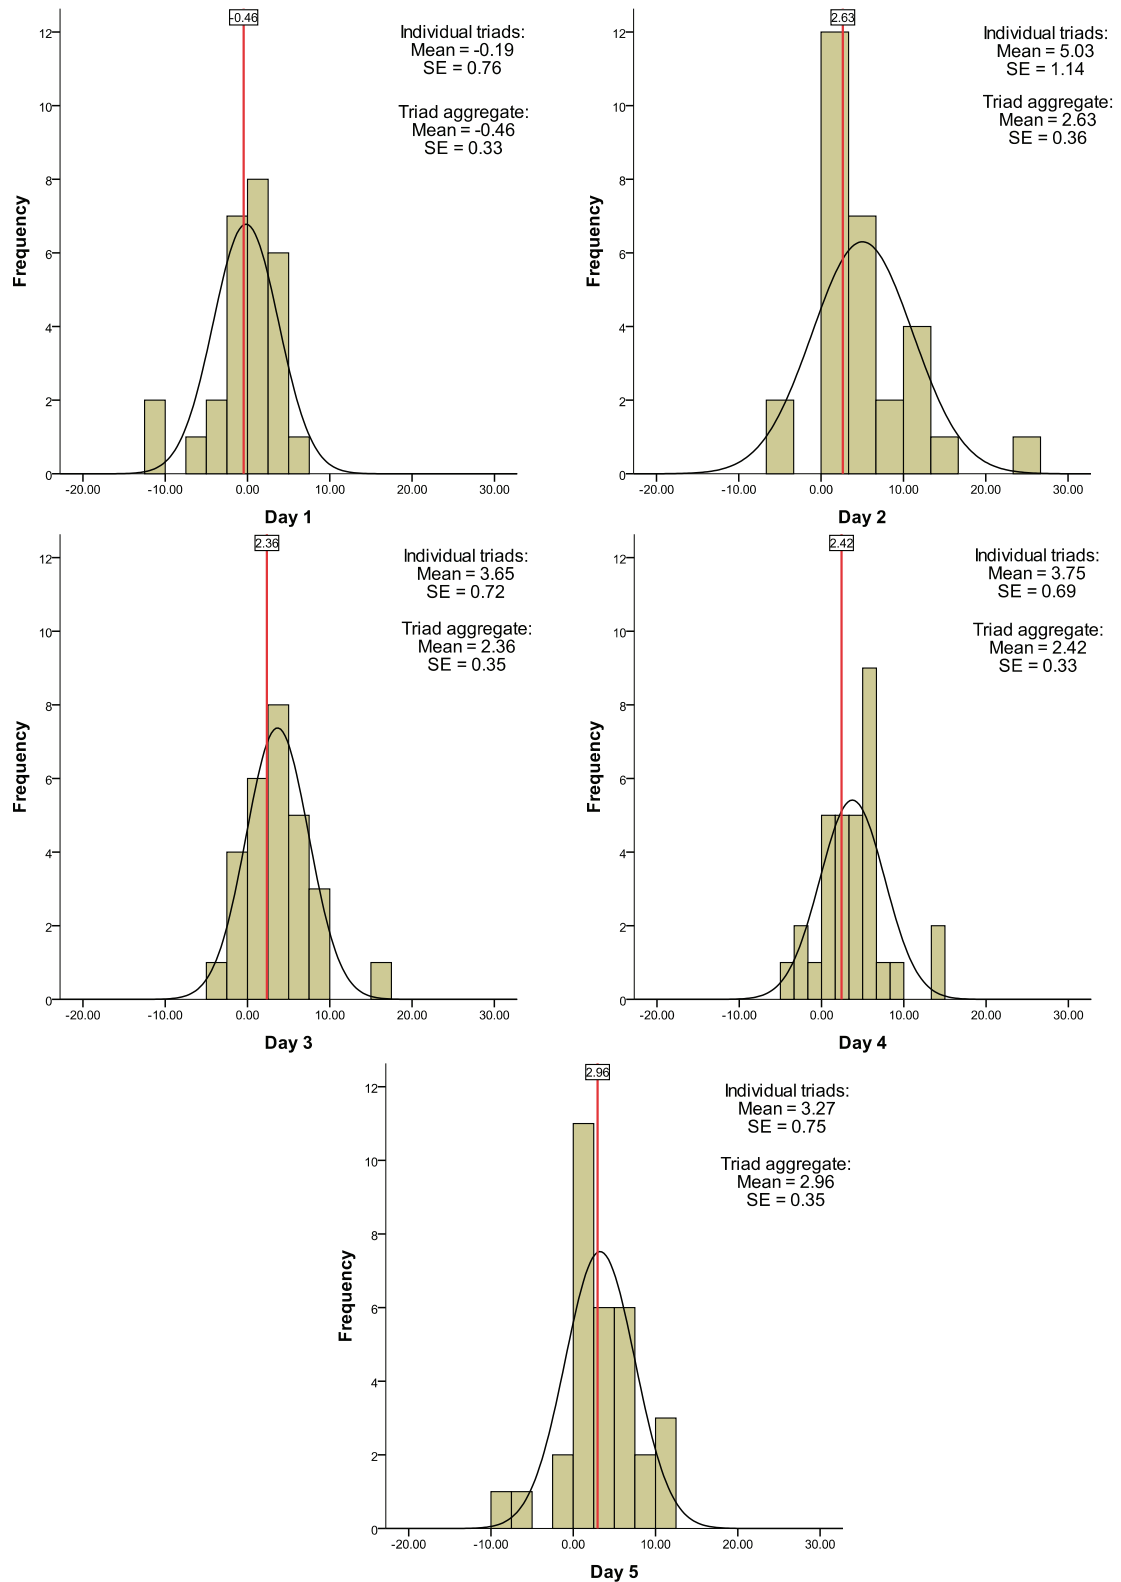 -0.46
Individual triads:
Mean = -0.19
SE = 0.76
Triad aggregate:
Mean = -0.46
SE = 0.33
12
10
8
6
4
2
0
Frequency
-20.00 -10.00 0.00 10.00 20.00 30.00
Day 1
2.63
Individual triads:
Mean = 5.03
SE = 1.14
Triad aggregate:
Mean = 2.63
SE = 0.36
12
10
8
6
4
2
0
Frequency
-20.00 -10.00 0.00 10.00 20.00 30.00
Day 2
2.36
Individual triads:
Mean = 3.65
SE = 0.72
Triad aggregate:
Mean = 2.36
SE = 0.35
12
10
8
6
4
2
0
Frequency
-20.00 -10.00 0.00 10.00 20.00 30.00
Day 3
2.42
Individual triads:
Mean = 3.75
SE = 0.69
Triad aggregate:
Mean = 2.42
SE = 0.33
12
10
8
6
4
2
0
Frequency
-20.00 -10.00 0.00 10.00 20.00 30.00
Day 4
2.96
Individual triads:
Mean = 3.27
SE = 0.75
Triad aggregate:
Mean = 2.96
SE = 0.35
12
10
8
6
4
2
0
Frequency
-20.00 -10.00 0.00 10.00 20.00 30.00
Day 5